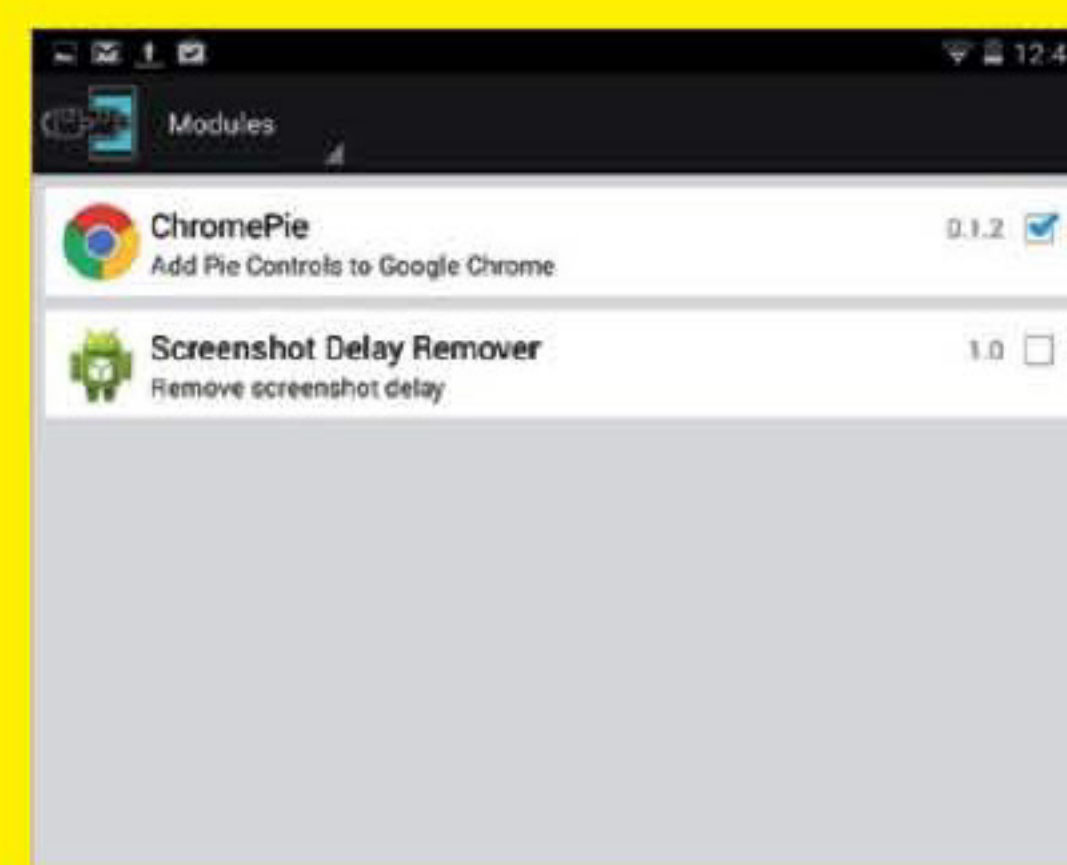 12:4
Modules
ChromePie
0.1.2
Add Pie Controls to Google Chrome
Screenshot Delay Remover
1.0
Remove screenshot delay